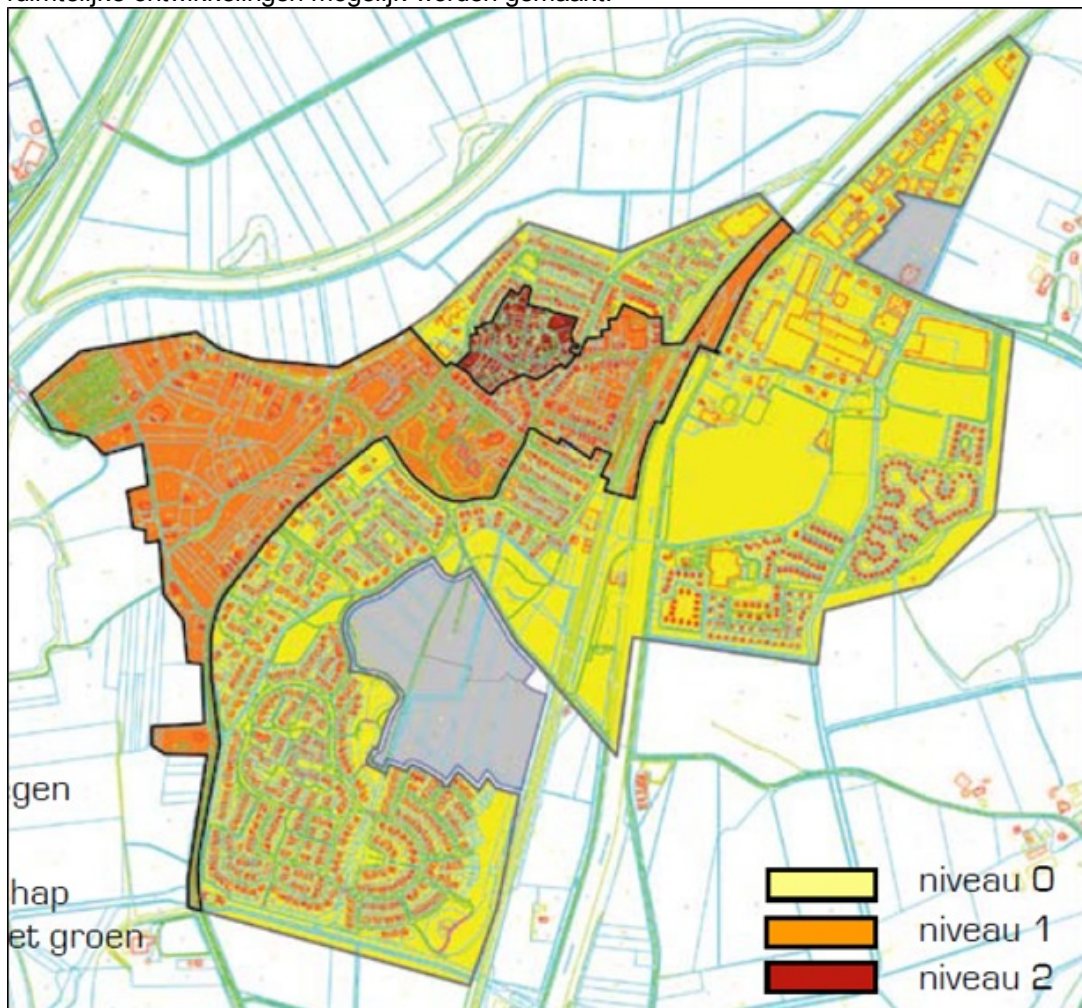 ruimtelijke ontwikkelingen mogelijk worden gemaakt.
gen
hap
et groen
niveau 0
niveau 1
niveau 2